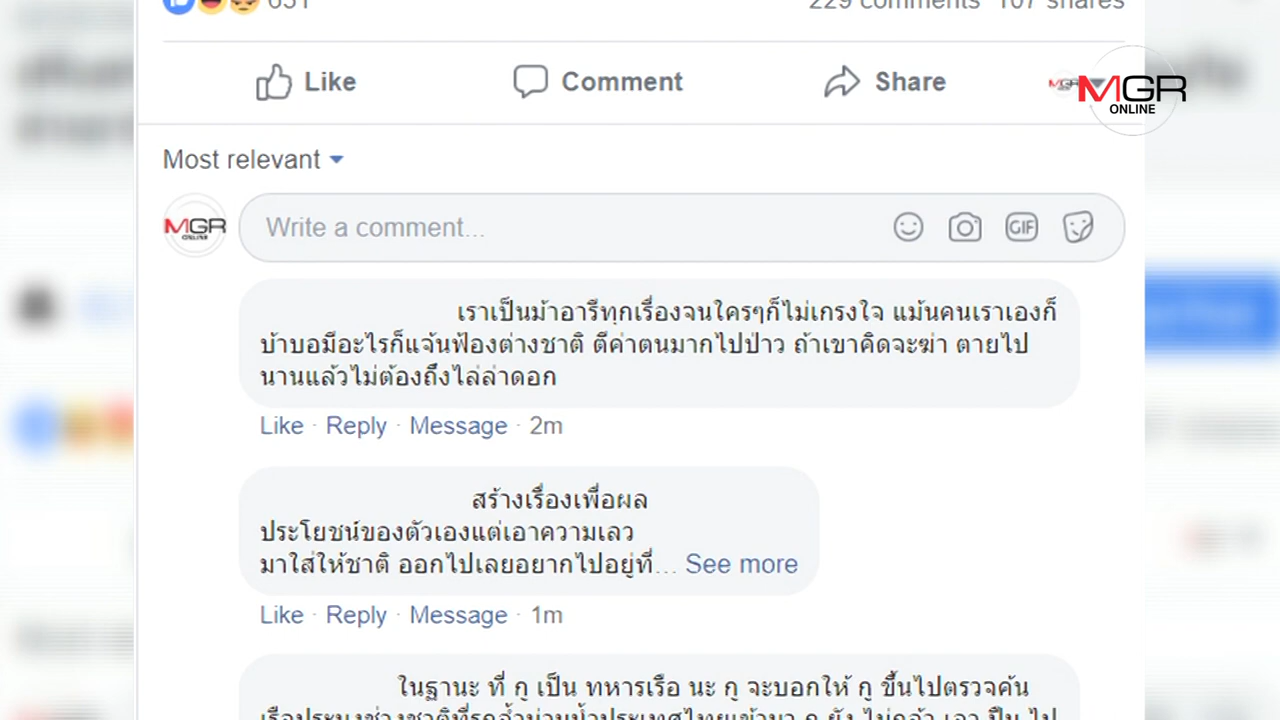 651
229 comments 107 shares
Like
Comment
Share
MGR
MGR
ONLINE
Most relevant
MGR
ONLINE
Write a comment...
GIF
เราเป็นม้าอารีทุกเรื่องจนใครๆก็ไม่เกรงใจ แม้นคนเราเองก็
บ้าบอมีอะไรก็แจ้นฟ้องต่างชาติ ตีค่าตนมากไปป่าว ถ้าเขาคิดจะฆ่า ตายไป
นานแล้วไม่ต้องถึงไล่ล่าดอก
Like · Reply · Message · 2m
สร้างเรื่องเพื่อผล
ประโยชน์ของตัวเองแต่เอาความเลว
มาใส่ให้ชาติ ออกไปเลยอยากไปอยู่ที่... See more
Like · Reply · Message · 1m
ในฐานะ ที่ กู เป็น ทหารเรือ นะ กู จะบอกให้ กู ขึ้นไปตรวจค้น